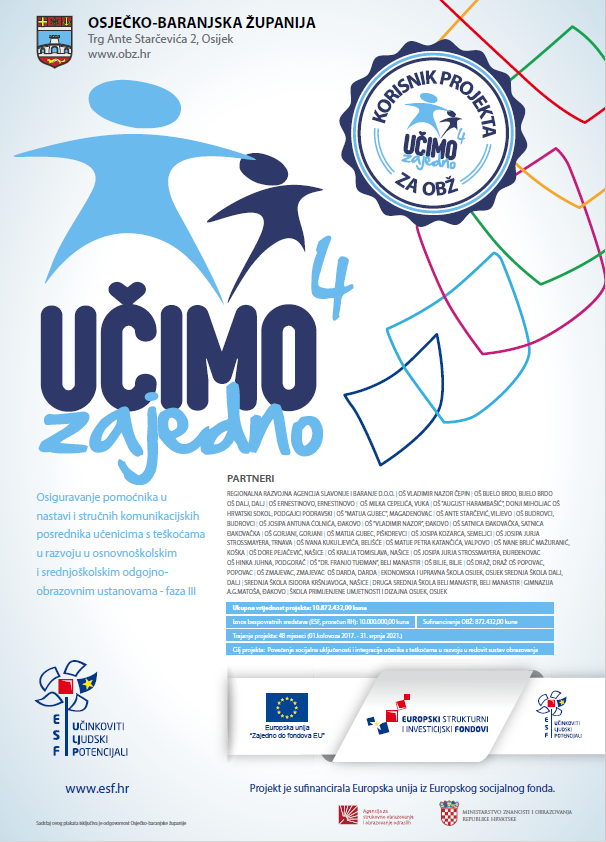 OSJEČKO-BARANJSKA ŽUPANIJA
Trg Ante Starčevića 2, Osijek
www.obz.hr
KORISNIK PROJEKTA
UČIMO
zajedno
4
ZA OBŽ
4
UČIMO
zajedno
Osiguravanje pomoćnika u
nastavi i stručnih komunikacijskih
posrednika učenicima s teškoćama
u razvoju u osnovnoškolskim
i srednjoškolskim odgojno-
obrazovnim ustanovama - faza III
PARTNERI
REGIONALNA RAZVOJNA AGENCIJA SLAVONIJE I BARANJE D.O.O. | OŠ VLADIMIR NAZOR ČEPIN | OŠ BIJELO BRDO, BIJELO BRDO
OŠ DALJ, DALJ | OŠ ERNESTINOVO, ERNESTINOVO | OŠ MILKA CEPELIĆA, VUKA | OŠ "AUGUST HARAMBAŠIĆ", DONJI MIHOLJAC OŠ
HRVATSKI SOKOL, PODGAJCI PODRAVSKI | OŠ "MATIJA GUBEC", MAGADENOVAC | OŠ ANTE STARČEVIĆ, VILJEVO | OŠ BUDROVCI,
BUDROVCI | OŠ JOSIPA ANTUNA ĆOLNIĆA, ĐAKOVO | OŠ "VLADIMIR NAZOR", ĐAKOVO | OŠ SATNICA ĐAKOVAČKA, SATNICA
ĐAKOVAČKA | OŠ GORJANI, GORJANI | OŠ MATIJA GUBEC, PIŠKOREVCI | OŠ JOSIPA KOZARCA, SEMELJCI | OŠ JOSIPA JURJA
STROSSMAYERA, TRNAVA | OŠ IVANA KUKULJEVIĆA, BELIŠĆE | OŠ MATIJE PETRA KATANČIĆA, VALPOVO | OŠ IVANE BRLIĆ MAŽURANIĆ,
KOŠKA | OŠ DORE PEJAČEVIĆ, NAŠICE | OŠ KRALJA TOMISLAVA, NAŠICE | OŠ JOSIPA JURJA STROSSMAYERA, ĐURĐENOVAC
OŠ HINKA JUHNA, PODGORAČ | OŠ "DR. FRANJO TUĐMAN", BELI MANASTIR | OŠ BILJE, BILJE | OŠ DRAŽ, DRAŽ OŠ POPOVAC,
POPOVAC | OŠ ZMAJEVAC, ZMAJEVAC OŠ DARDA, DARDA | EKONOMSKA I UPRAVNA ŠKOLA OSIJEK, OSIJEK SREDNJA ŠKOLA DALJ,
DALJ | SREDNJA ŠKOLA ISIDORA KRŠNJAVOGA, NAŠICE | DRUGA SREDNJA ŠKOLA BELI MANASTIR, BELI MANASTIR | GIMNAZIJA
A.G.MATOŠA, ĐAKOVO | ŠKOLA PRIMIJENJENE UMJETNOSTI I DIZAJNA OSIJEK, OSIJEK
Ukupna vrijednost projekta: 10.872.432,00 kuna
Iznos bespovratnih sredstava (ESF, proračun RH): 10.000.000,00 kuna Sufinanciranje OBŽ: 872.432,00 kuna
Trajanje projekta: 48 mjeseci (01.kolovoza 2017. - 31. srpnja 2021.)
Cilj projekta: Povećanje socijalne uključenosti i integracije učenika s teškoćama u razvoju u redovit sustav obrazovanja
ESF
UČINKOVITI
LJUDSKI
POTENCIJALI
www.esf.hr
Europska unija
"Zajedno do fondova EU"
EUROPSKI STRUKTURNI
I INVESTICIJSKI FONDOVI
ESF
UČINKOVITI
LJUDSKI
POTENCIJALI
Projekt je sufinancirala Europska unija iz Europskog socijalnog fonda.
Agencija za
strukovno obrazovanje
i obrazovanje odraslih
MINISTARSTVO ZNANOSTI I OBRAZOVANJA
REPUBLIKE HRVATSKE
Sadržaj ovog plakata isključiva je odgovornost Osječko-baranjske županije